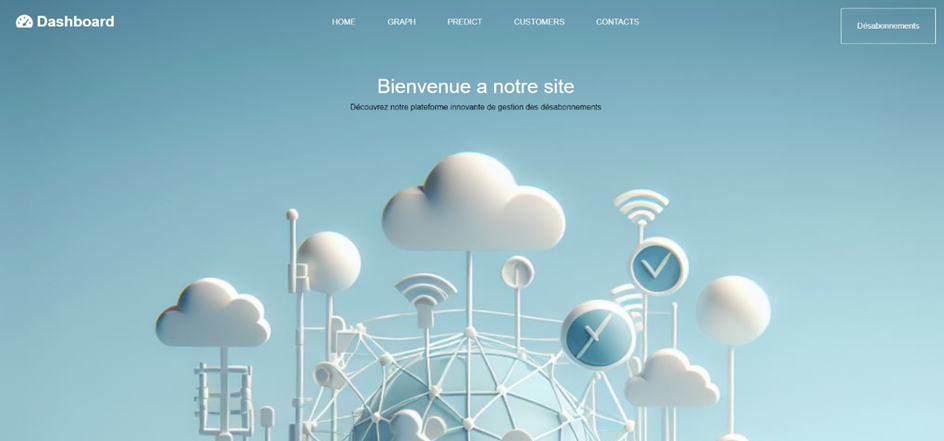 Dashboard
HOME GRAPH PREDICT CUSTOMERS CONTACTS
Désabonnements
Bienvenue a notre site
Découvrez notre plateforme innovante de gestion des désabonnements